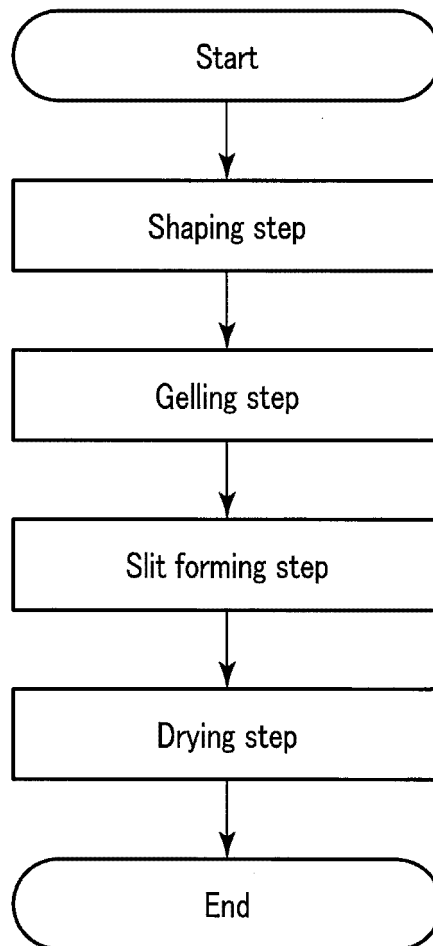 Start
Shaping step
Gelling step
Slit forming step
Drying step
End